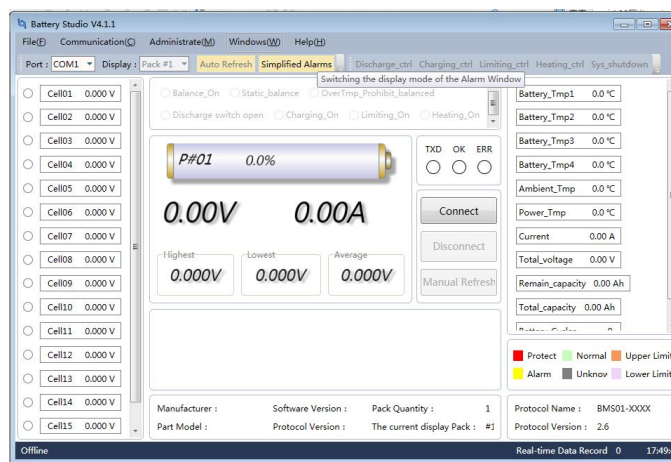 Battery Studio V4.1.1
File(F) Communication(C) Administrate(M) Windows(W) Help(H)
Port : COM1 Display : Pack #1 Auto Refresh Simplified Alarms Discharge_ctrl Charging_ctrl Limiting_ctrl Heating_ctrl Sys_shutdown
Switching the display mode of the Alarm Window
Cell01 0.000 V
Cell02 0.000 V
Cell03 0.000 V
Cell04 0.000 V
Cell05 0.000 V
Cell06 0.000 V
Cell07 0.000 V
Cell08 0.000 V
Cell09 0.000 V
Cell10 0.000 V
Cell11 0.000 V
Cell12 0.000 V
Cell13 0.000 V
Cell14 0.000 V
Cell15 0.000 V
Balance_On Static_balance OverTmp_Prohibit_balanced
Discharge switch open Charging_On Limiting_On Heating_On
P#01 0.0%
0.00V 0.00A
Highest Lowest Average
0.000V 0.000V 0.000V
TXD OK ERR
Connect
Disconnect
Manual Refresh
Battery_Tmp1 0.0 ℃
Battery_Tmp2 0.0 ℃
Battery_Tmp3 0.0 ℃
Battery_Tmp4 0.0 ℃
Ambient_Tmp 0.0 ℃
Power_Tmp 0.0 ℃
Current 0.00 A
Total_voltage 0.00 V
Remain_capacity 0.00 Ah
Total_capacity 0.00 Ah
Battery_Cycles 0
Protect Normal Upper Limit
Alarm Unknow Lower Limit
Manufacturer : Software Version : Pack Quantity : 1
Part Model : Protocol Version : The current display Pack : #1
Protocol Name : BMS01-XXXX
Protocol Version : 2.6
Offline Real-time Data Record 0 17:49: